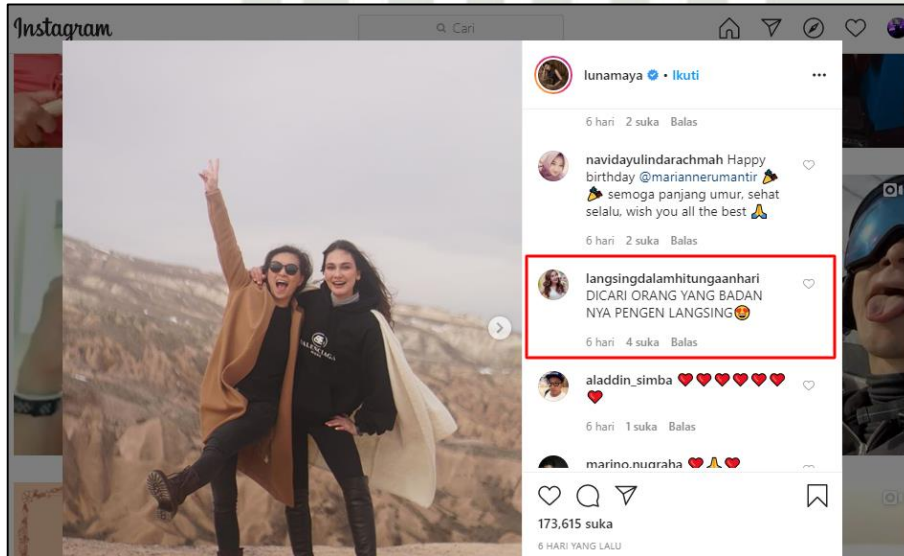 Instagram
Cari
lunamaya • Ikuti
6 hari 2 suka Balas
navidayulindarachmah Happy
birthday @mariannerumantir 🎉
🎉 semoga panjang umur, sehat
selalu, wish you all the best 🙏
6 hari 2 suka Balas
langsingdalamhitungaanhari
DICARI ORANG YANG BADAN
NYA PENGEN LANGSING😍
6 hari 4 suka Balas
aladdin_simba ❤❤❤❤❤❤
❤
6 hari 1 suka Balas
marino.nugraha ❤🙏❤
173,615 suka
6 HARI YANG LALU
BALENCIAGA